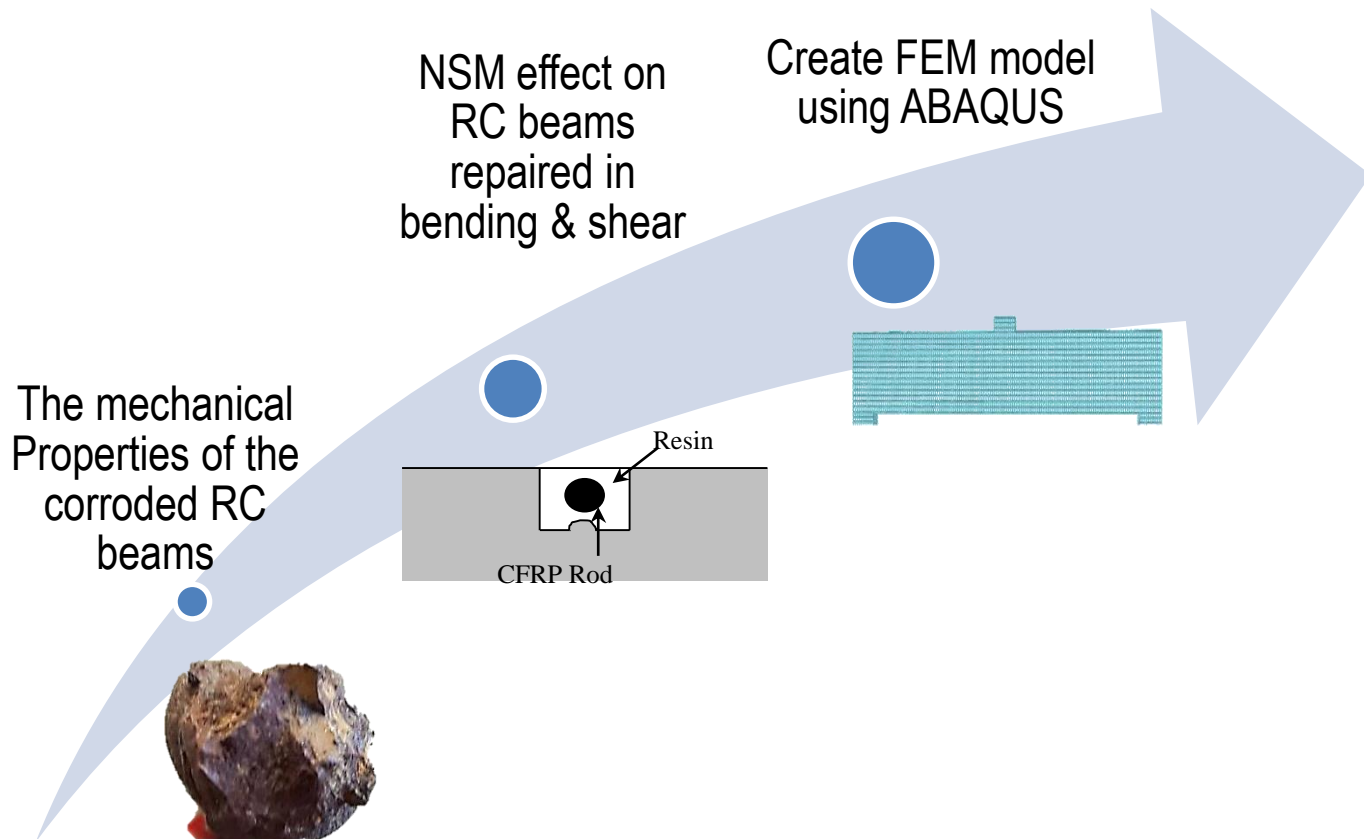 The mechanical
Properties of the
corroded RC
beams
NSM effect on
RC beams
repaired in
bending & shear
Resin
CFRP Rod
Create FEM model
using ABAQUS